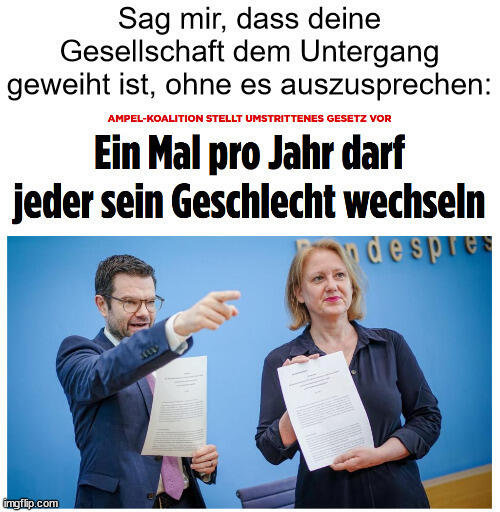 Sag mir, dass deine
Gesellschaft dem Untergang
geweiht ist, ohne es auszusprechen:
AMPEL-KOALITION STELLT UMSTRITTENES GESETZ VOR
Ein Mal pro Jahr darf
jeder sein Geschlecht wechseln
ndespres
imgflip.com